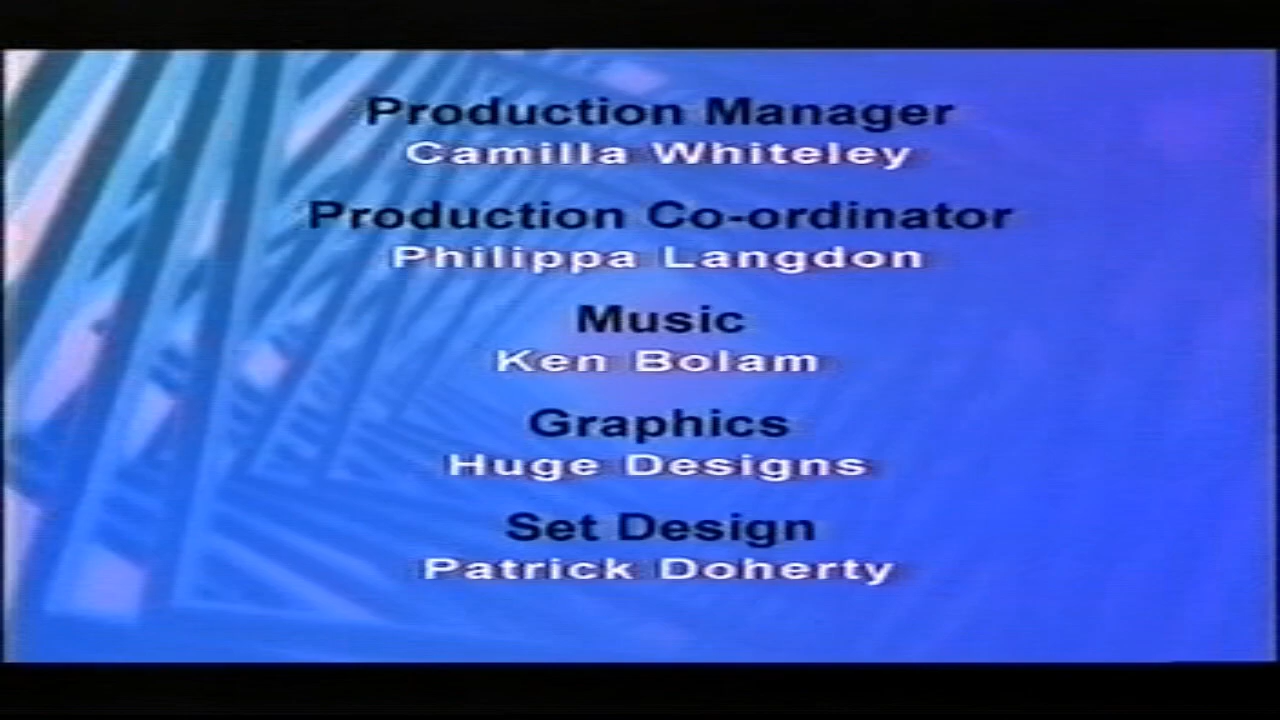 Production Manager
Camilla Whiteley
Production Co-ordinator
Philippa Langdon
Music
Ken Bolam
Graphics
Huge Designs
Set Design
Patrick Doherty